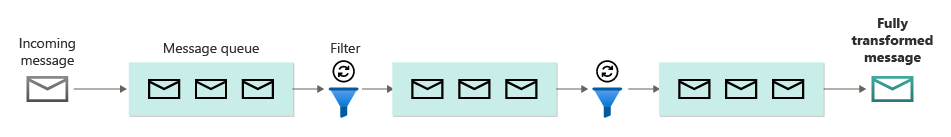 Incoming
message
Message queue
Filter
Fully
transformed
message